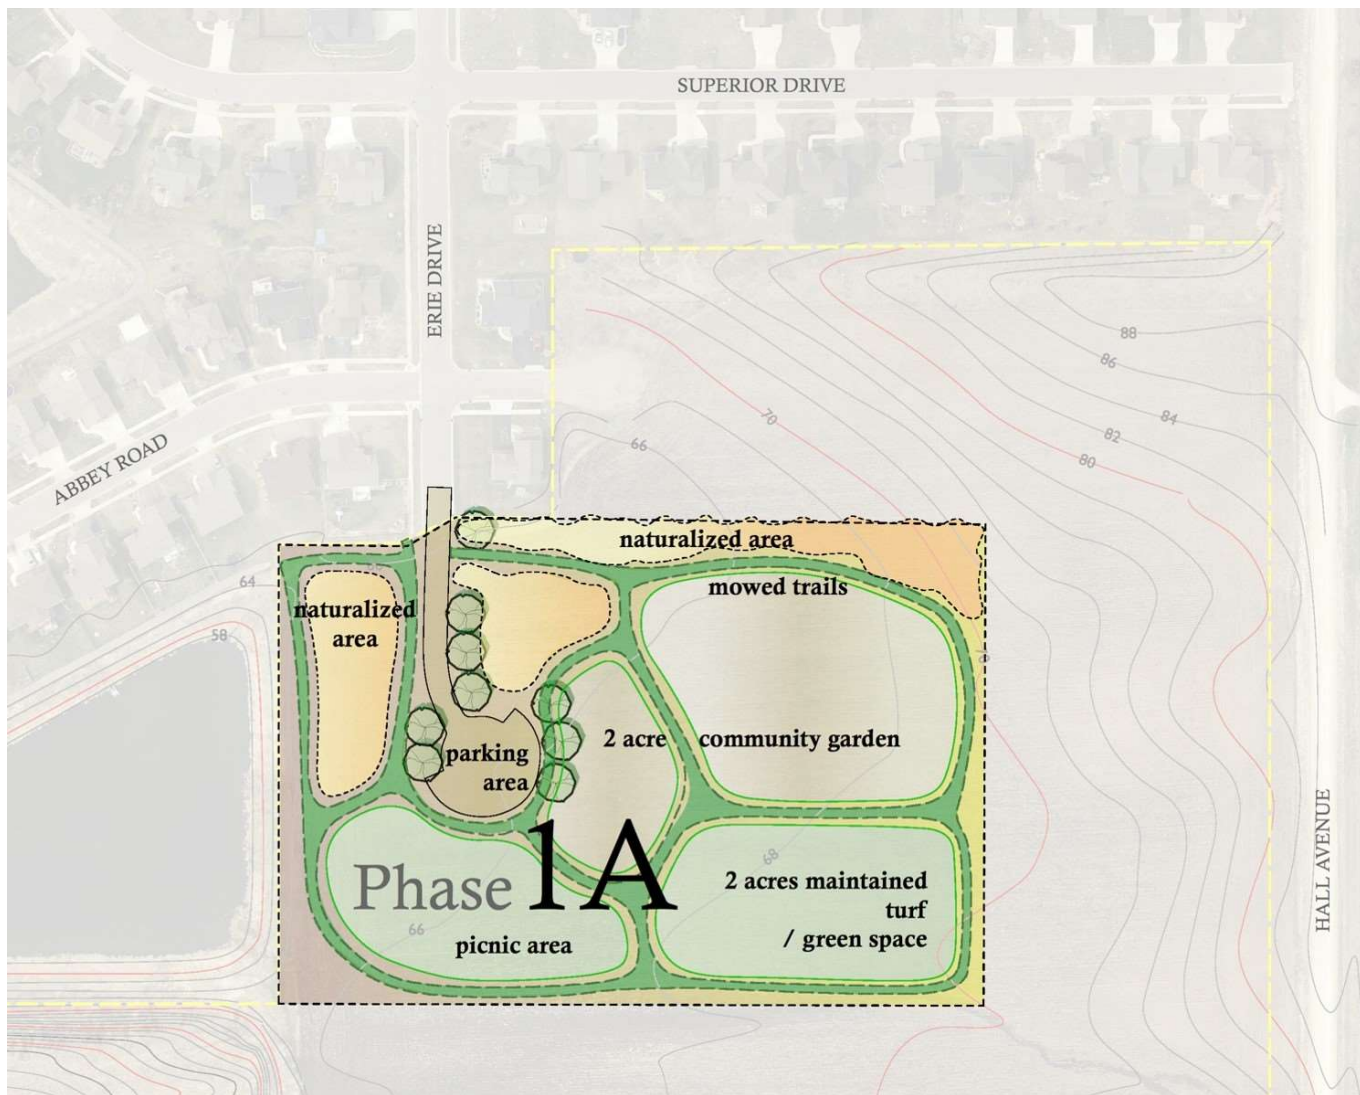 SUPERIOR DRIVE
ERIE DRIVE
88
86
84
82
80
70
66
ABBEY ROAD
naturalized area
mowed trails
64
58
naturalized
area
2 acre community garden
parking
area
HALL AVENUE
Phase 1A
68
2 acres maintained
turf
/ green space
66
picnic area